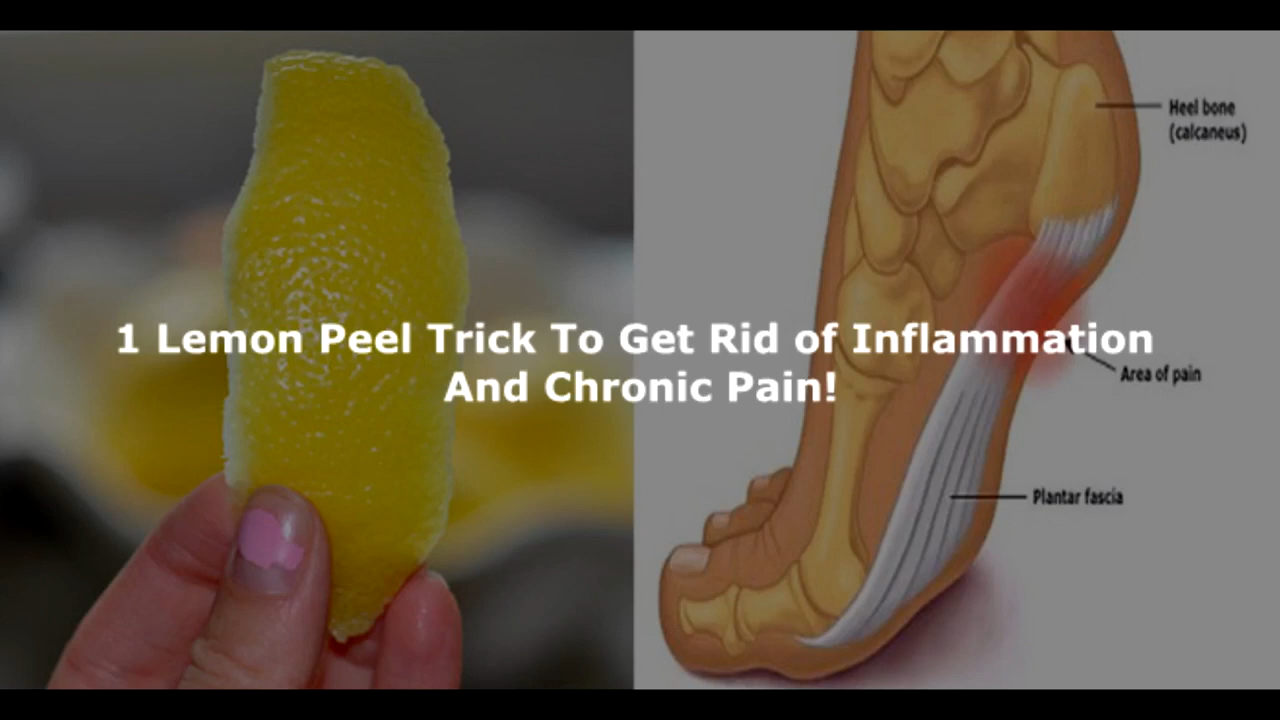 1 Lemon Peel Trick To Get Rid of Inflammation
And Chronic Pain!
Heel bone
(calcaneus)
Area of pain
Plantar fascia